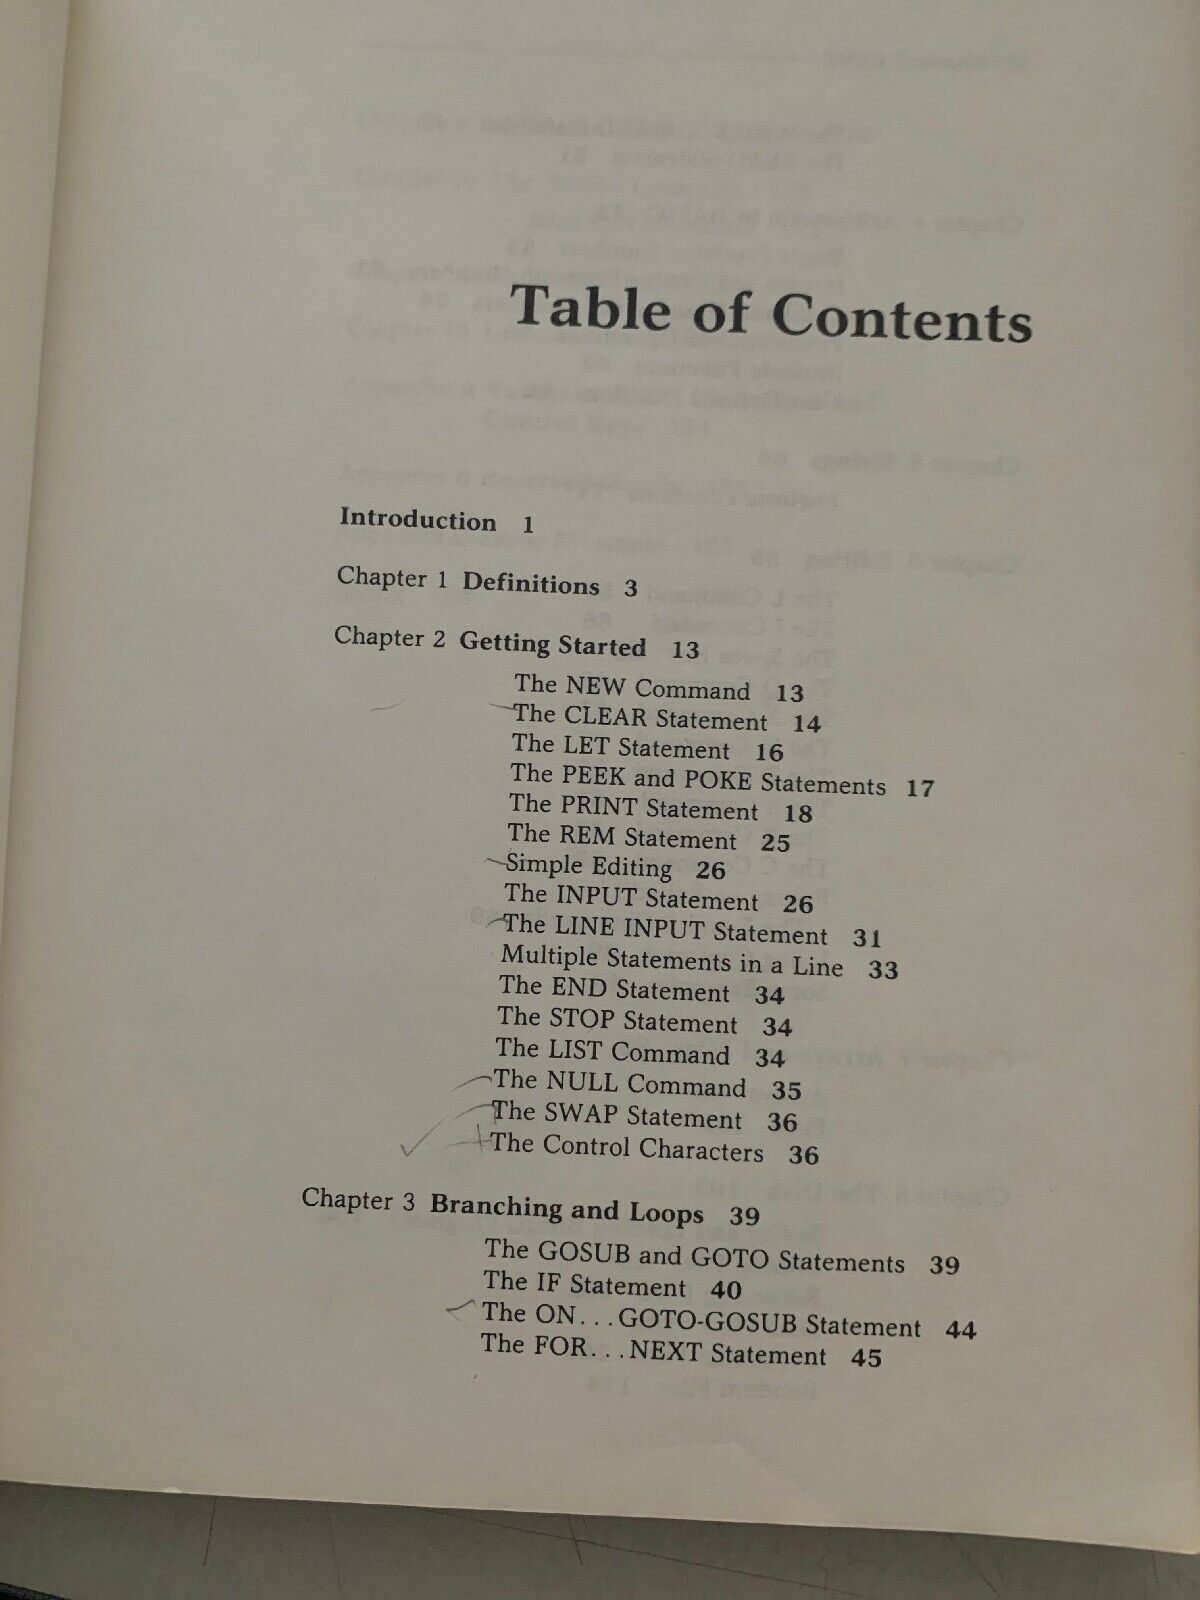 Table of Contents
Introduction 1
Chapter 1 Definitions 3
Chapter 2 Getting Started 13
The NEW Command 13
The CLEAR Statement 14
The LET Statement 16
The PEEK and POKE Statements 17
The PRINT Statement 18
The REM Statement 25
Simple Editing 26
The INPUT Statement 26
The LINE INPUT Statement 31
Multiple Statements in a Line 33
The END Statement 34
The STOP Statement 34
The LIST Command 34
The NULL Command 35
The SWAP Statement 36
The Control Characters 36
Chapter 3 Branching and Loops 39
The GOSUB and GOTO Statements 39
The IF Statement 40
The ON...GOTO-GOSUB Statement 44
The FOR...NEXT Statement 45